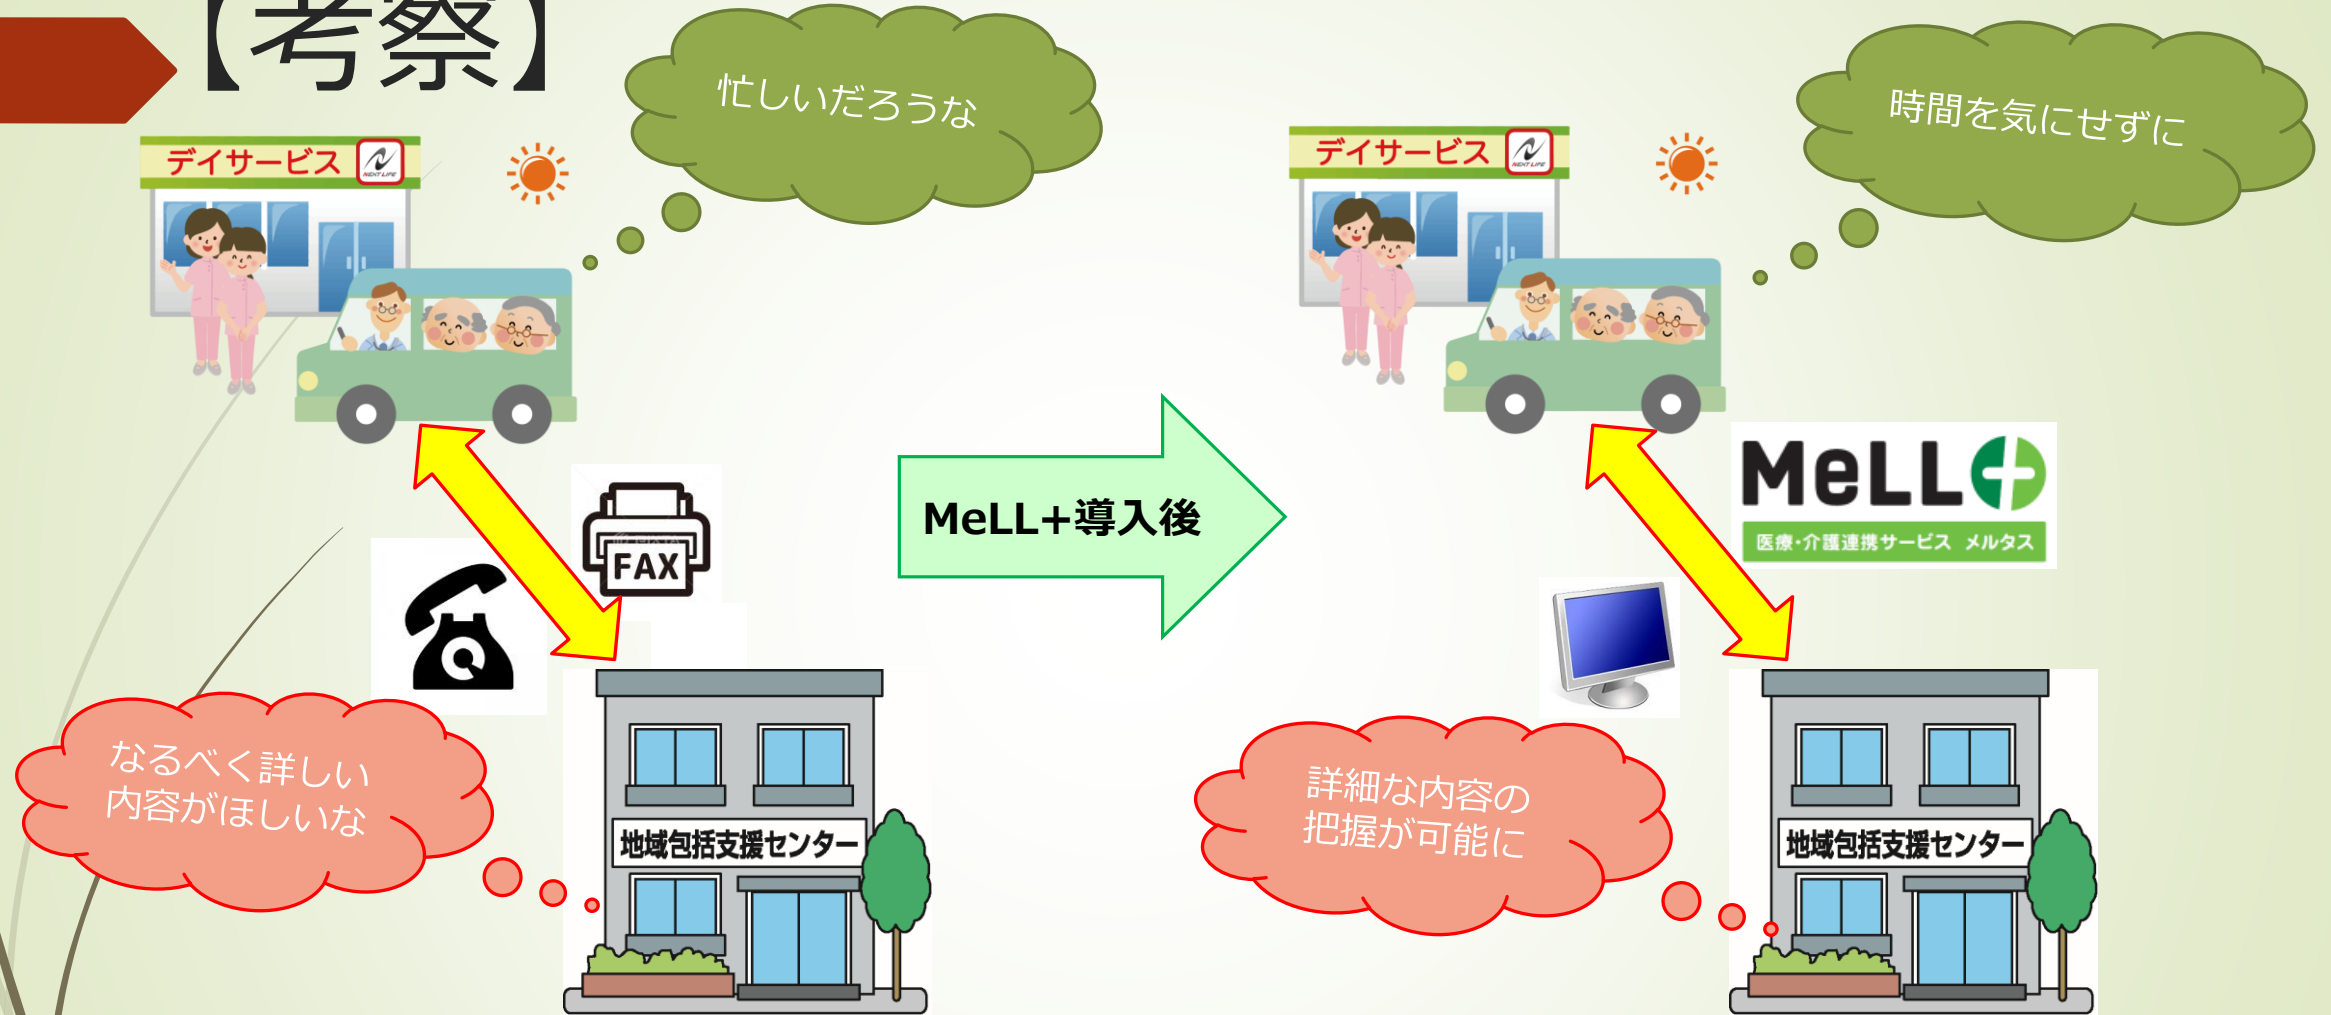 【考察】
忙しいだろうな
デイサービス
NEXT LIFE
FAX
なるべく詳しい
内容がほしいな
地域包括支援センター
MeLL+導入後
時間を気にせずに
デイサービス
NEXT LIFE
MeLL+
医療・介護連携サービス メルタス
詳細な内容の
把握が可能に
地域包括支援センター